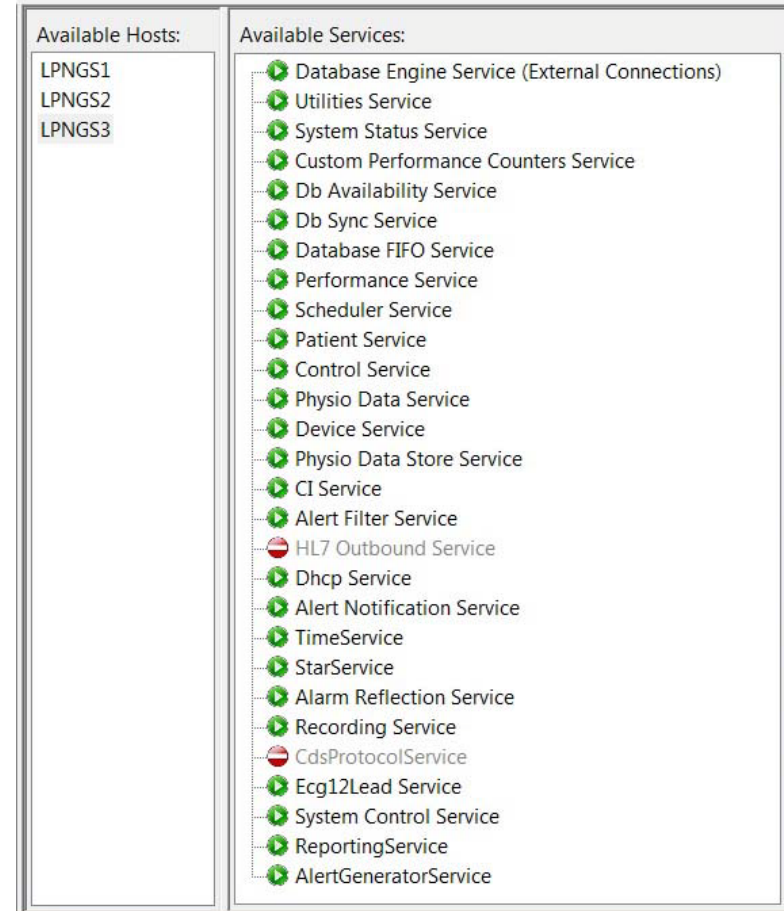 Available Hosts:
LPNGS1
LPNGS2
LPNGS3
Available Services:
Database Engine Service (External Connections)
Utilities Service
System Status Service
Custom Performance Counters Service
Db Availability Service
Db Sync Service
Database FIFO Service
Performance Service
Scheduler Service
Patient Service
Control Service
Physio Data Service
Device Service
Physio Data Store Service
CI Service
Alert Filter Service
HL7 Outbound Service
Dhcp Service
Alert Notification Service
TimeService
StarService
Alarm Reflection Service
Recording Service
CdsProtocolService
Ecg12Lead Service
System Control Service
ReportingService
AlertGeneratorService